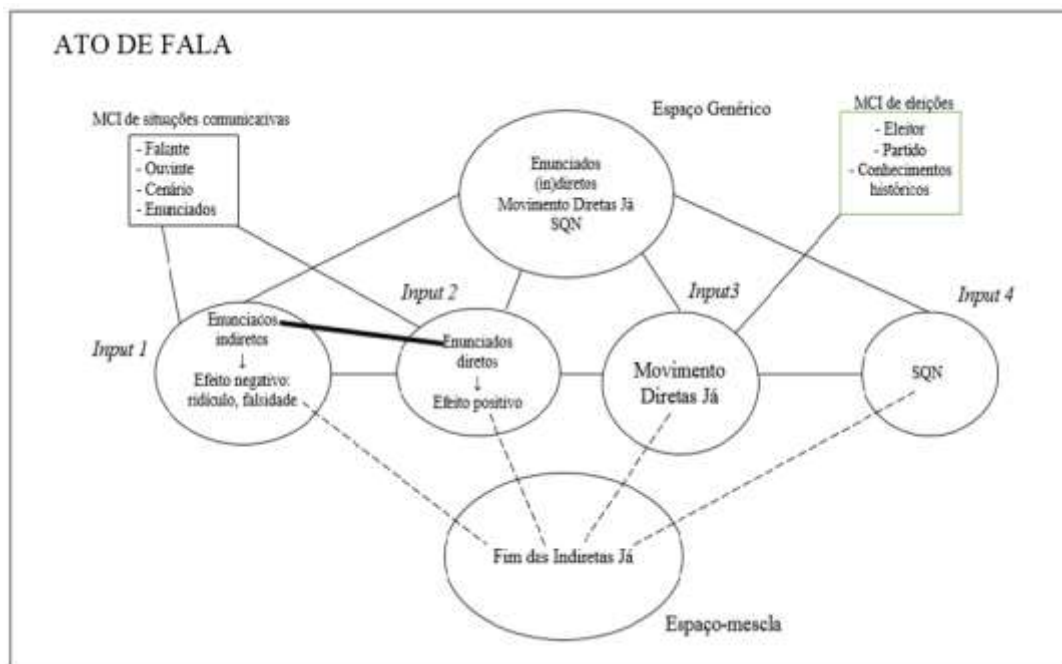 ATO DE FALA
MCI de situações comunicativas
- Falante
- Ouvinte
- Cenário
- Enunciados
Espaço Genérico
Enunciados
(in)diretos
Movimento Diretas Já
SQN
MCI de eleições
- Eleitor
- Partido
- Conhecimentos
históricos
Input 1
Enunciados
indiretos
↓
Efeito negativo:
ridículo, falsidade
Input 2
Enunciados
diretos
↓
Efeito positivo
Input3
Movimento
Diretas Já
Input 4
SQN
Fim das Indiretas Já
Espaço-mescla